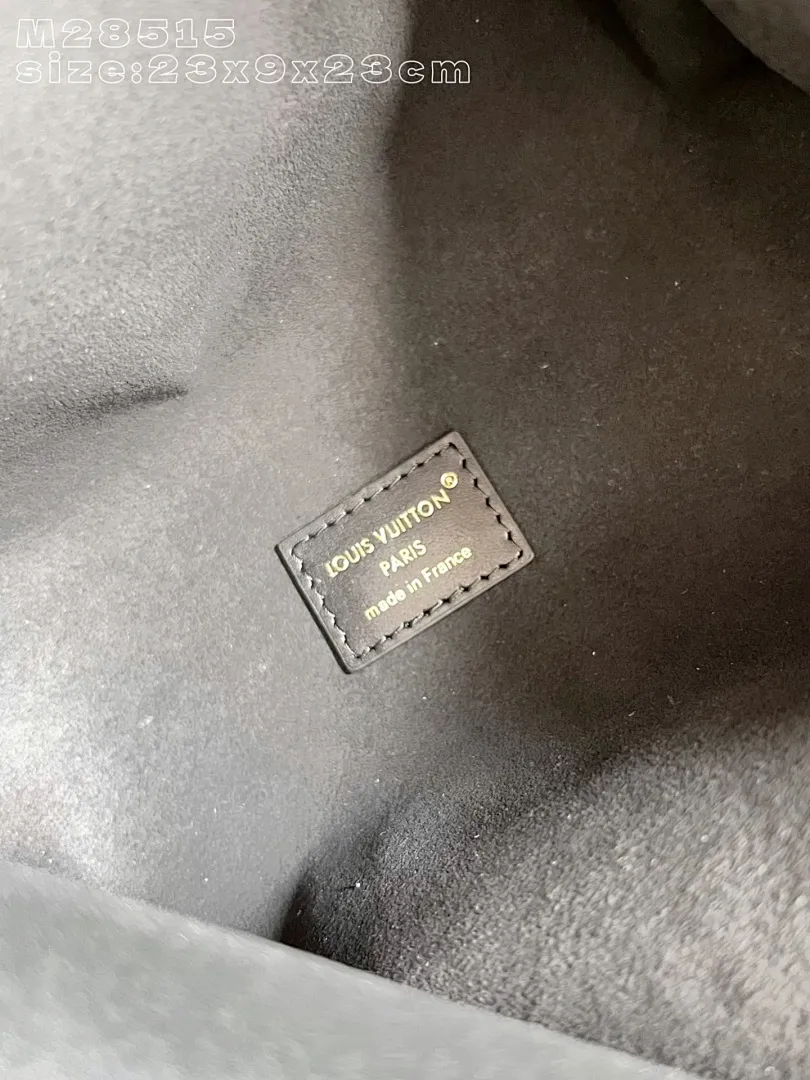 M28515
size:23x9x23cm
LOUIS VUITTON®
PARIS
made in France